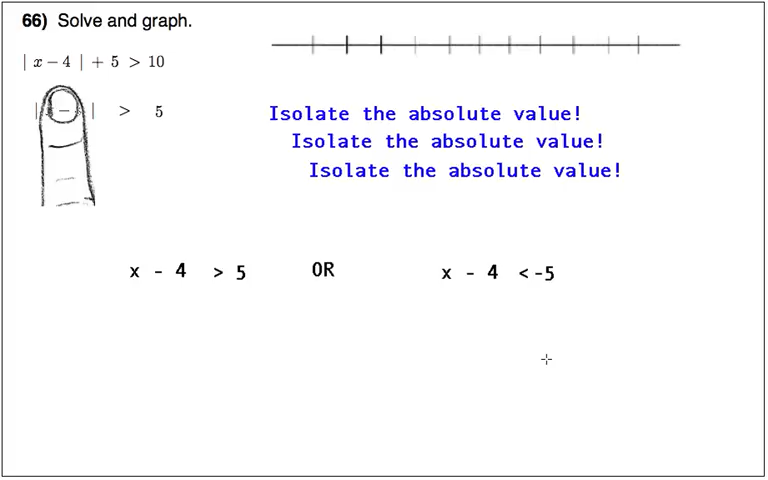 66) Solve and graph.
| x − 4 | + 5 > 10
| − | > 5
Isolate the absolute value!
Isolate the absolute value!
Isolate the absolute value!
x - 4 > 5 OR x - 4 < -5